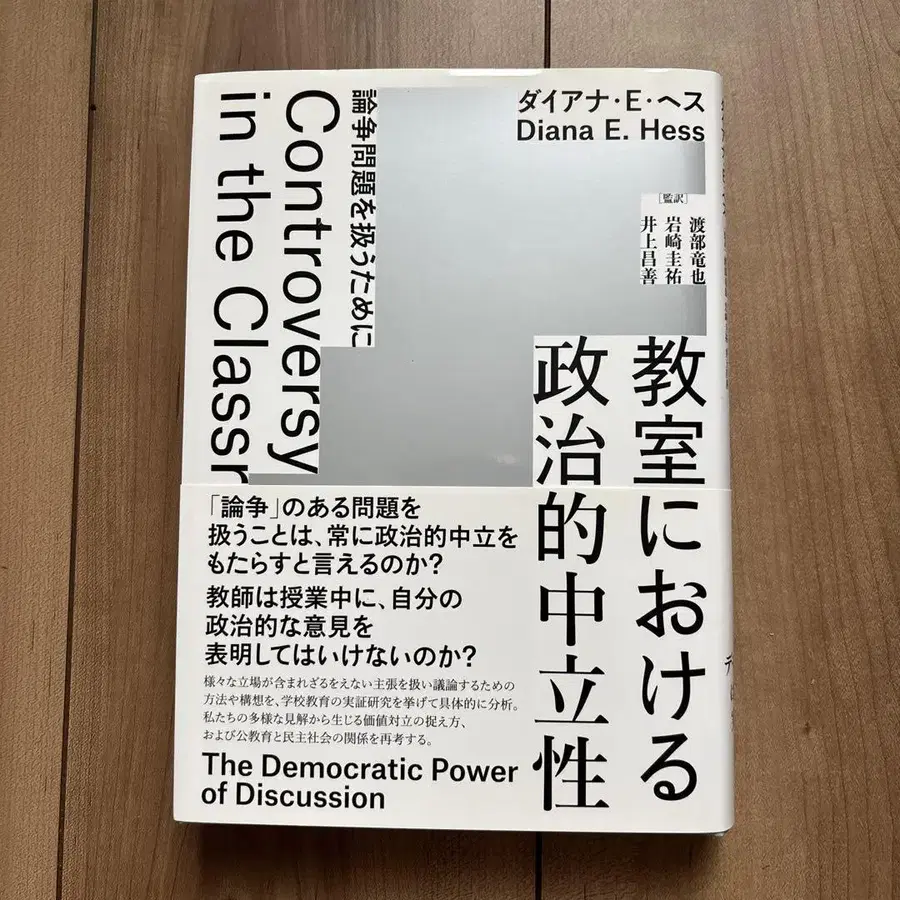 ダイアナ・E・ヘス
Diana E. Hess
[監訳]
渡部竜也
岩崎圭祐
井上昌善
教室における
政治的中立性
論争問題を扱うために
Controversy
in the Classr
「論争」のある問題を
扱うことは、常に政治的中立を
もたらすと言えるのか?
教師は授業中に、自分の
政治的な意見を
表明してはいけないのか?
様々な立場が含まれざるをえない主張を扱い議論するための
方法や構想を、学校教育の実証研究を挙げて具体的に分析。
私たちの多様な見解から生じる価値対立の捉え方、
および公教育と民主社会の関係を再考する。
The Democratic Power
of Discussion